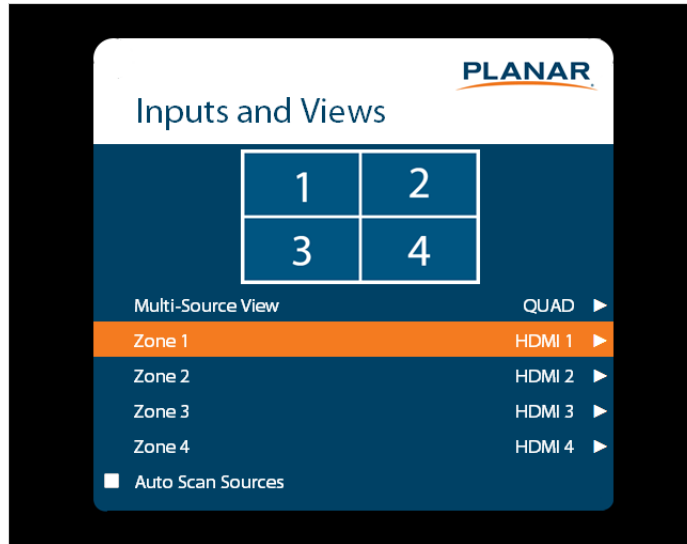 PLANAR
Inputs and Views
1 2
3 4
Multi-Source View QUAD ►
Zone 1 HDMI 1 ►
Zone 2 HDMI 2 ►
Zone 3 HDMI 3 ►
Zone 4 HDMI 4 ►
Auto Scan Sources